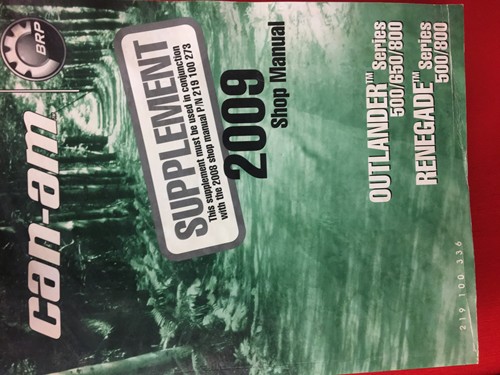 BRP
can-am
SUPPLEMENT
This supplement must be used in conjunction
with the 2008 shop manual P/N 219 100 273
2009
Shop Manual
OUTLANDER™ Series
500/650/800
RENEGADE™ Series
500/800
219 100 336